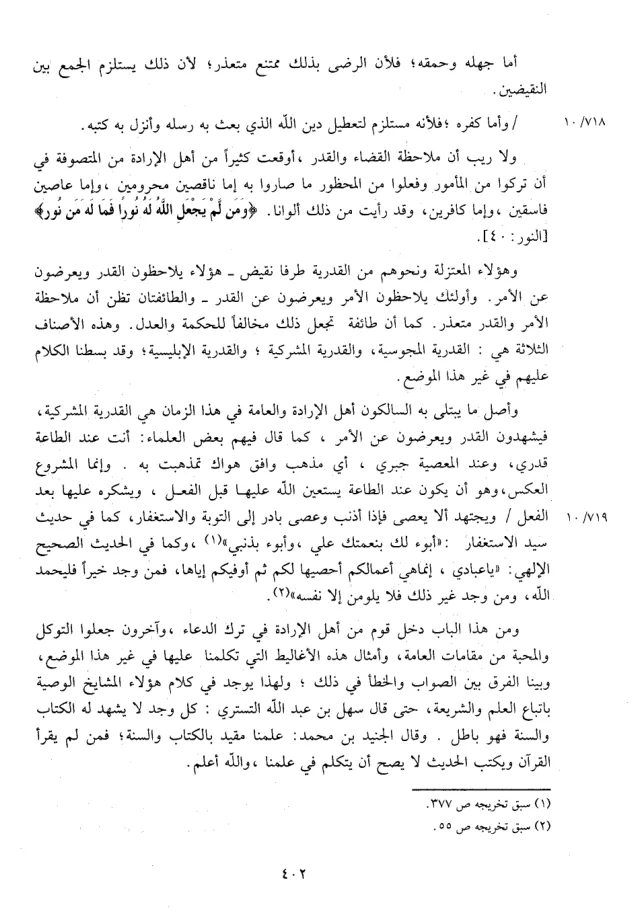 أما جهله وحمقه؛ فلأن الرضى بذلك ممتنع متعذر؛ لأن ذلك يستلزم الجمع بين
النقيضين.
١٠/٧١٨
/ وأما كفره ؛فلأنه مستلزم لتعطيل دين الله الذي بعث به رسله وأنزل به كتبه.
ولا ريب أن ملاحظة القضاء والقدر ،أوقعت كثيراً من أهل الإرادة من المتصوفة في
أن تركوا من المأمور وفعلوا من المحظور ما صاروا به إما ناقصين محرومين ،وإما عاصين
فاسقين ،وإما كافرين، وقد رأيت من ذلك ألوانا. ﴿وَمَن لَّمْ يَجْعَلِ اللَّهُ لَهُ نُورًا فَمَا لَهُ مِن نُّورٍ﴾
[النور: ٤٠].
وهؤلاء المعتزلة ونحوهم من القدرية طرفا نقيض ـ هؤلاء يلاحظون القدر ويعرضون
عن الأمر. وأولئك يلاحظون الأمر ويعرضون عن القدر ـ والطائفتان تظن أن ملاحظة
الأمر والقدر متعذر. كما أن طائفة تجعل ذلك مخالفاً للحكمة والعدل. وهذه الأصناف
الثلاثة هي : القدرية المجوسية، والقدرية المشركية ؛ والقدرية الإبليسية؛ وقد بسطنا الكلام
عليهم في غير هذا الموضع.
وأصل ما يبتلى به السالكون أهل الإرادة والعامة في هذا الزمان هي القدرية المشركية،
فيشهدون القدر ويعرضون عن الأمر ، كما قال فيهم بعض العلماء: أنت عند الطاعة
قدري، وعند المعصية جبري ، أي مذهب وافق هواك تمذهبت به . وإنما المشروع
العكس،وهو أن يكون عند الطاعة يستعين الله عليهـا قبل الفعـل ، ويشكره عليها بعد
١٠/٧١٩
الفعل / ويجتهد ألا يعصى فإذا أذنب وعصى بادر إلى التوبة والاستغفار، كما في حديث
سيد الاستغفار :«أبوء لك بنعمتك علي ،وأبوء بذنبي»(١) ،وكما في الحديث الصحيح
الإلهي: «ياعبادي ، إنماهي أعمالكم أحصيها لكم ثم أوفيكم إياها، فمن وجد خيراً فليحمد
الله، ومن وجد غير ذلك فلا يلومن إلا نفسه»(٢).
ومن هذا الباب دخل قوم من أهل الإرادة في ترك الدعاء ،وآخرون جعلوا التوكل
والمحبة من مقامات العامة، وأمثال هذه الأغاليط التي تكلمنا عليها في غير هذا الموضع،
وبينا الفرق بين الصواب والخطأ في ذلك ؛ ولهذا يوجد في كلام هؤلاء المشايخ الوصية
باتباع العلم والشريعة، حتى قال سهل بن عبد الله التستري : كل وجد لا يشهد له الكتاب
والسنة فهو باطل . وقال الجنيد بن محمد: علمنا مقيد بالكتاب والسنة؛ فمن لم يقرأ
القرآن ويكتب الحديث لا يصح أن يتكلم في علمنا ،والله أعلم.
(١) سبق تخريجه ص ٣٧٧.
(٢) سبق تخريجه ص ٥٥.
٤٠٢